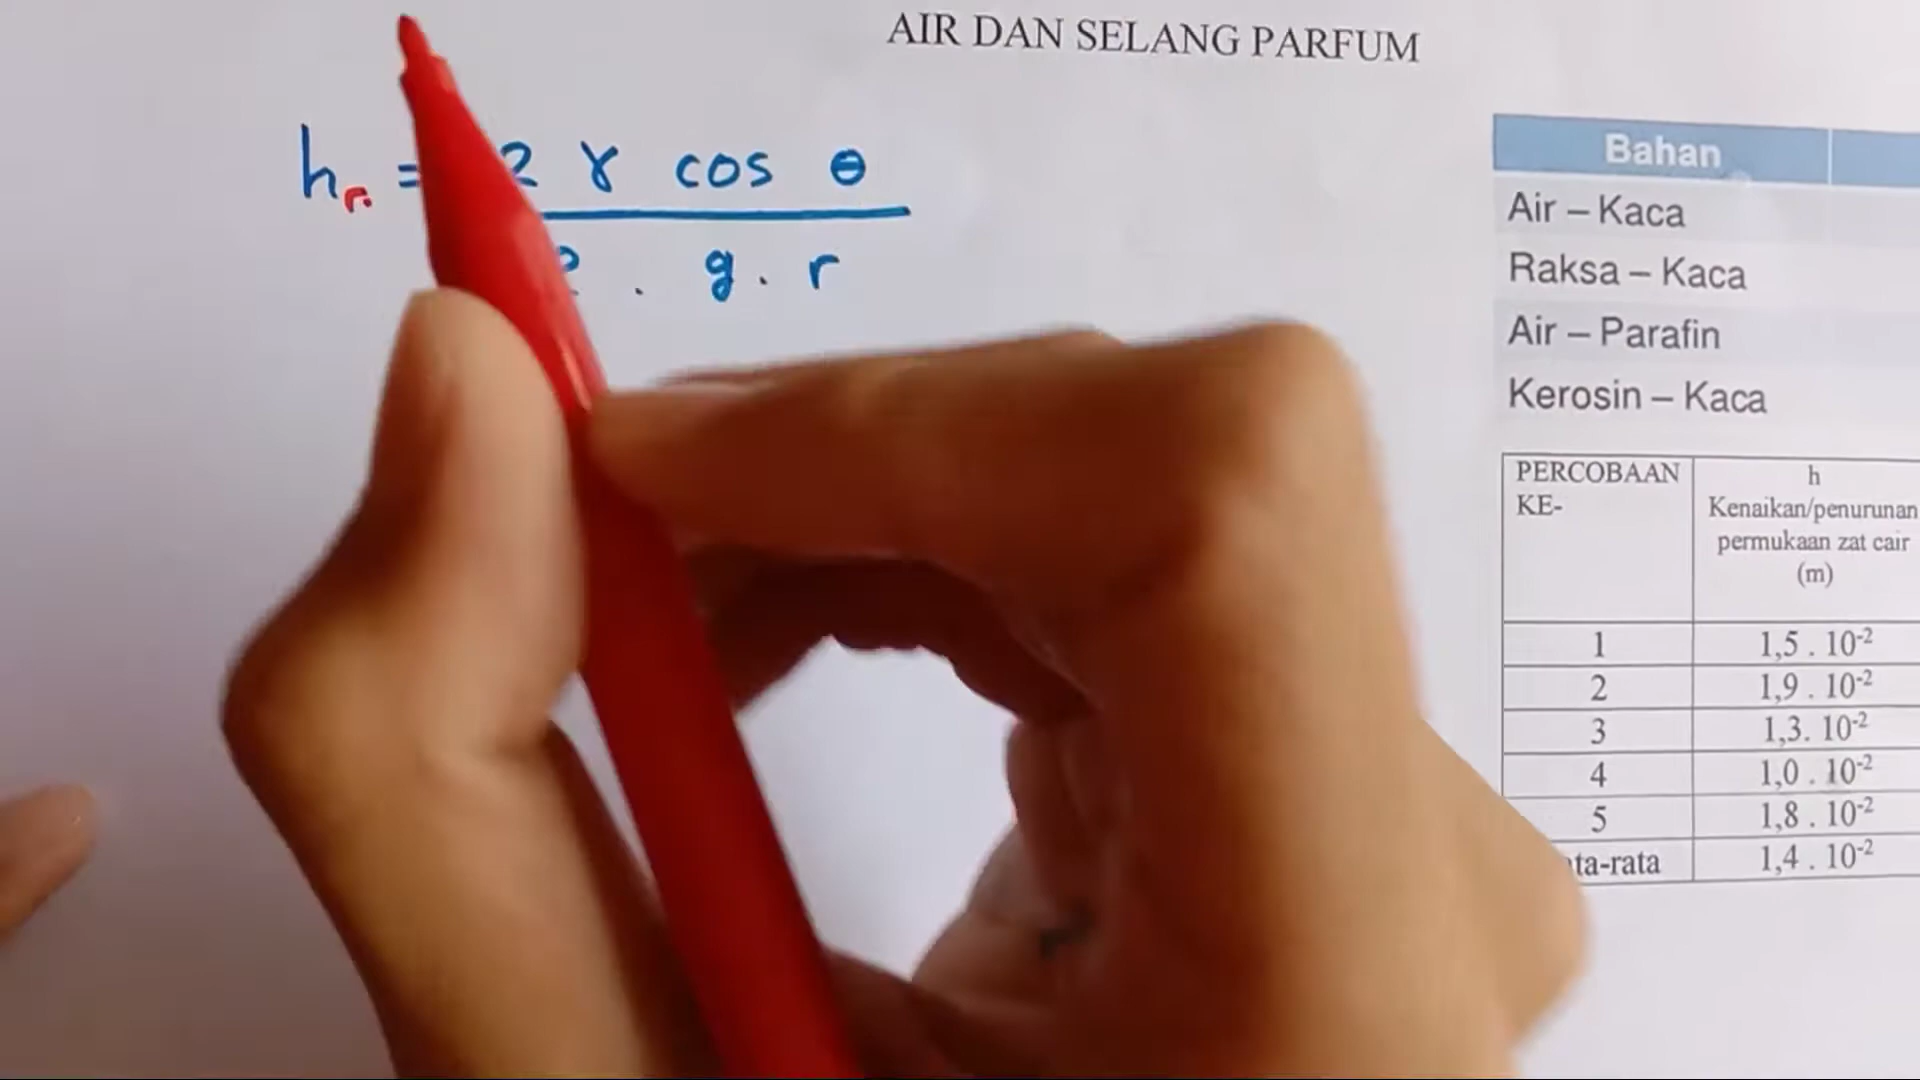 AIR DAN SELANG PARFUM
hr = 2 γ cos θ
. g . r
Bahan
Air – Kaca
Raksa – Kaca
Air – Parafin
Kerosin – Kaca
PERCOBAAN KE- h Kenaikan/penurunan permukaan zat cair (m)
1 1,5 . 10⁻²
2 1,9 . 10⁻²
3 1,3. 10⁻²
4 1,0 . 10⁻²
5 1,8 . 10⁻²
ta-rata 1,4 . 10⁻²